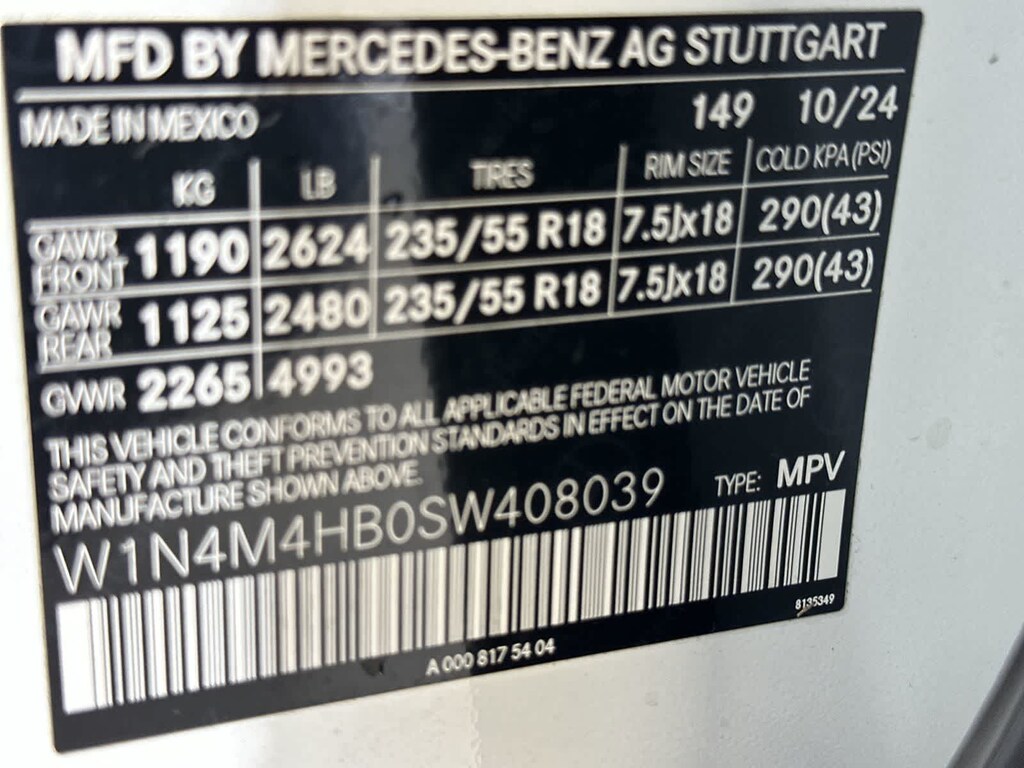 MFD BY MERCEDES-BENZ AG STUTTGART
MADE IN MEXICO 149 10/24
KG LB TIRES RIM SIZE COLD KPA (PSI)
GAWR FRONT 1190 2624 235/55 R18 7.5Jx18 290(43)
GAWR REAR 1125 2480 235/55 R18 7.5Jx18 290(43)
GVWR 2265 4993
THIS VEHICLE CONFORMS TO ALL APPLICABLE FEDERAL MOTOR VEHICLE
SAFETY AND THEFT PREVENTION STANDARDS IN EFFECT ON THE DATE OF
MANUFACTURE SHOWN ABOVE.
W1N4M4HB0SW408039 TYPE: MPV
8135349
A 000 817 54 04